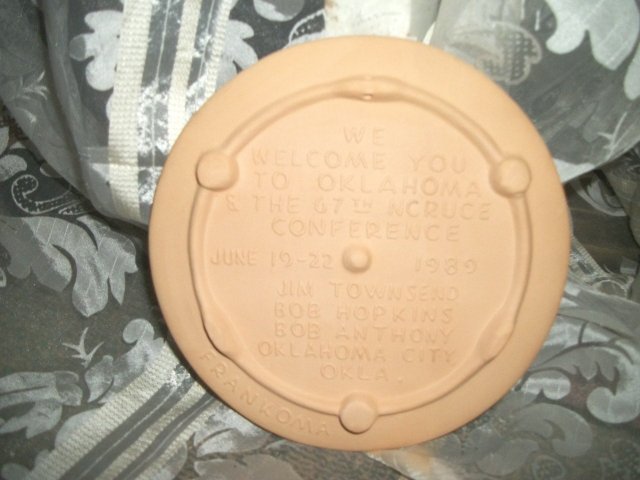 WE
WELCOME YOU
TO OKLAHOMA
& THE 67TH NCRUCE
CONFERENCE
JUNE 19-22 1989
JIM TOWNSEND
BOB HOPKINS
BOB ANTHONY
OKLAHOMA CITY
OKLA.
FRANKOMA